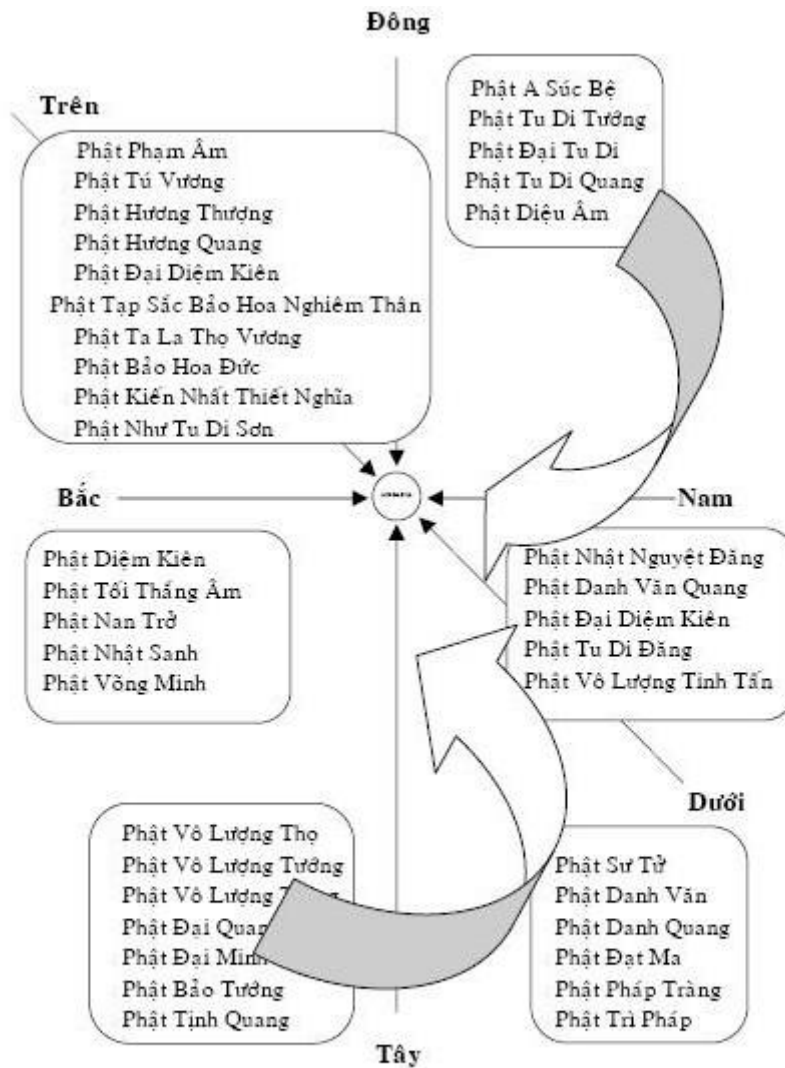 Đông
Trên
Phật Phạm Âm
Phật Tú Vương
Phật Hương Thượng
Phật Hương Quang
Phật Đại Diệm Kiên
Phật Tạp Sắc Bảo Hoa Nghiêm Thân
Phật Ta La Thọ Vương
Phật Bảo Hoa Đức
Phật Kiến Nhất Thiết Nghĩa
Phật Như Tu Di Sơn
Phật A Súc Bệ
Phật Tu Di Tướng
Phật Đại Tu Di
Phật Tu Di Quang
Phật Diệu Âm
Bắc
Nam
Phật Diệm Kiên
Phật Tối Thắng Âm
Phật Nan Trở
Phật Nhật Sanh
Phật Võng Minh
Phật Nhật Nguyệt Đăng
Phật Danh Văn Quang
Phật Đại Diệm Kiên
Phật Tu Di Đăng
Phật Vô Lượng Tinh Tấn
Dưới
Phật Vô Lượng Thọ
Phật Vô Lượng Tướng
Phật Vô Lượng
Phật Đại
Phật Đại Minh
Phật Bảo Tướng
Phật Tịnh Quang
Phật Sư Tử
Phật Danh Văn
Phật Danh Quang
Phật Đạt Ma
Phật Pháp Tràng
Phật Trì Pháp
Tây